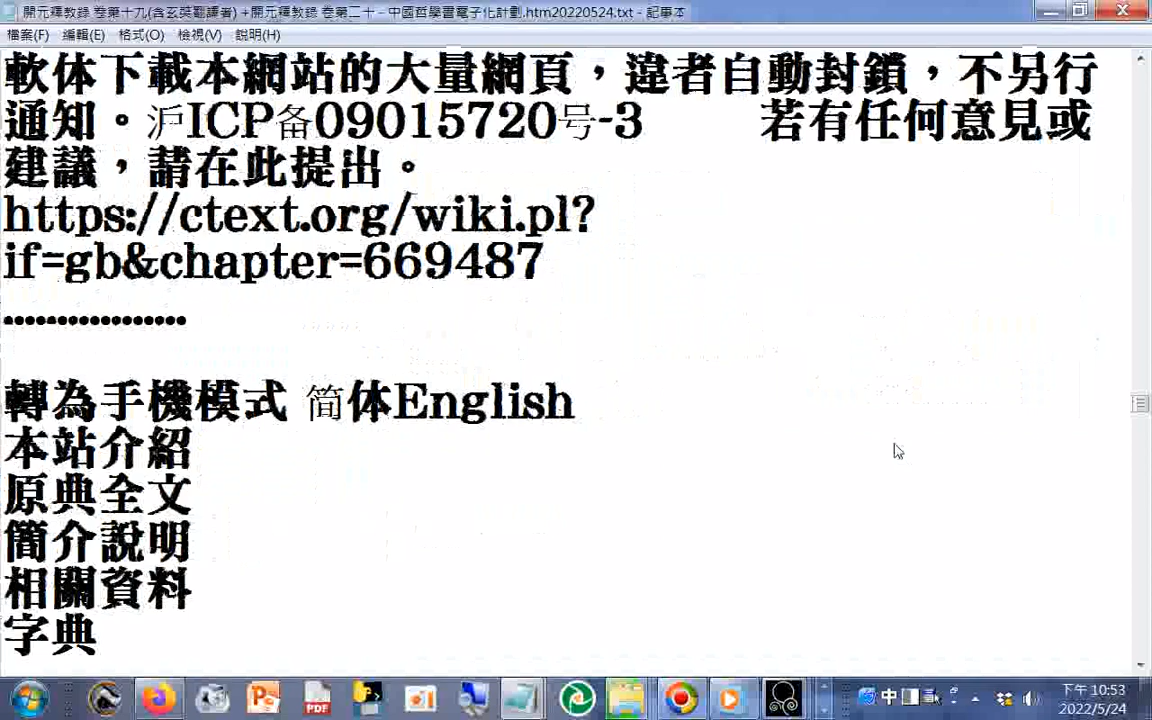 開元釋教錄 卷第十九(含玄奘翻譯者) +開元釋教錄 卷第二十 - 中國哲學書電子化計劃.htm20220524.txt - 記事本
檔案(F) 編輯(E) 格式(O) 檢視(V) 說明(H)
軟体下載本網站的大量網頁，違者自動封鎖，不另行
通知。沪ICP备09015720号-3 若有任何意見或
建議，請在此提出。
https://ctext.org/wiki.pl?
if=gb&chapter=669487
.................
轉為手機模式 简体English
本站介紹
原典全文
簡介說明
相關資料
字典
中
下午 10:53
2022/5/24